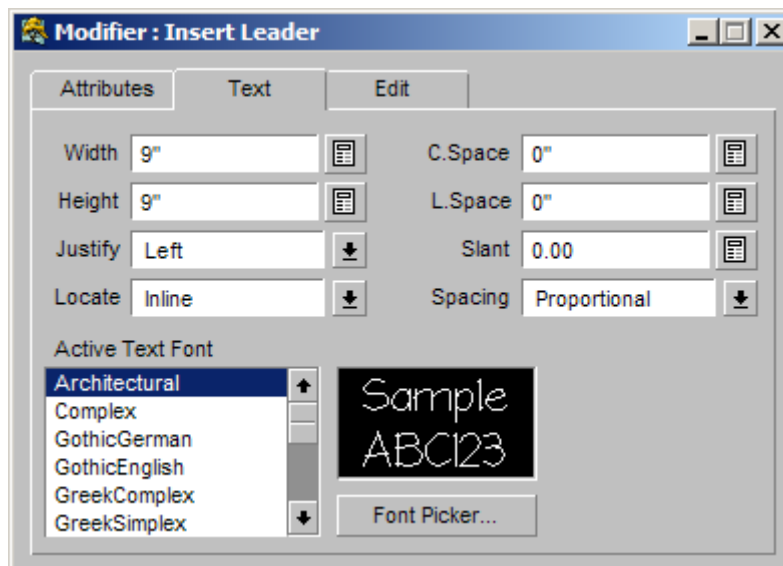 Modifier : Insert Leader
Attributes Text Edit
Width 9" C.Space 0"
Height 9" L.Space 0"
Justify Left Slant 0.00
Locate Inline Spacing Proportional
Active Text Font
Architectural
Complex
GothicGerman
GothicEnglish
GreekComplex
GreekSimplex
Sample
ABC123
Font Picker...